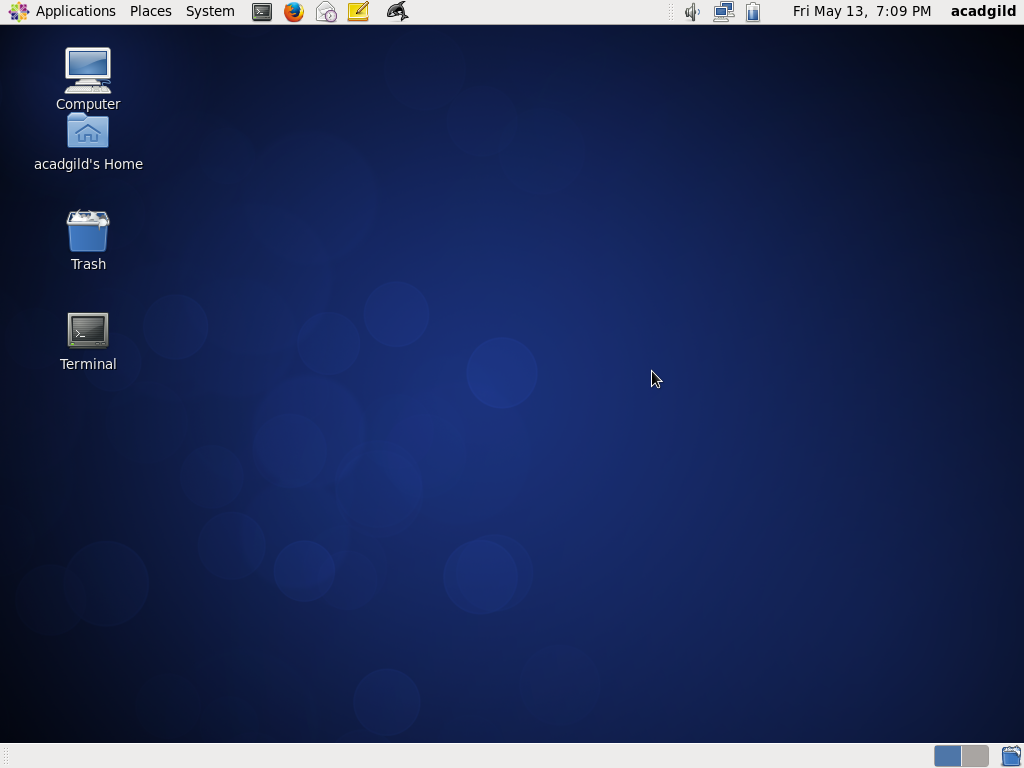 Applications Places System Fri May 13, 7:09 PM acadgild
Computer
acadgild's Home
Trash
Terminal